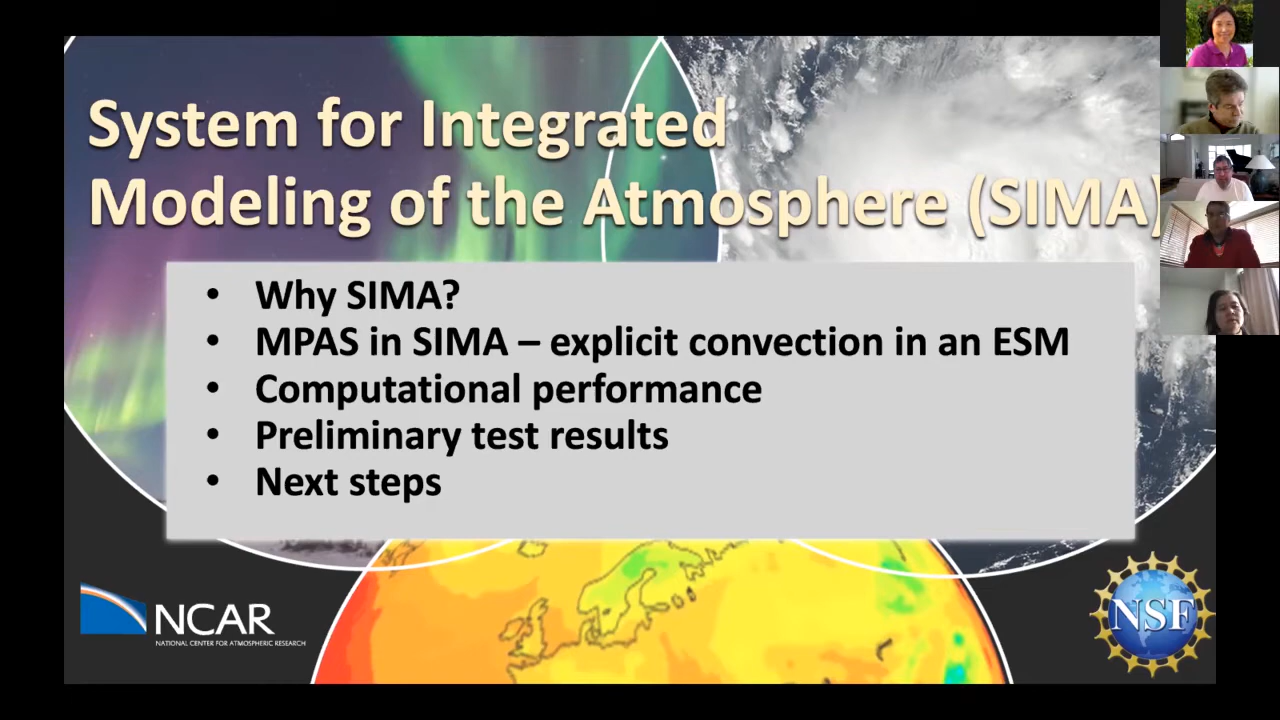 System for Integrated
Modeling of the Atmosphere (SIMA)
• Why SIMA?
• MPAS in SIMA – explicit convection in an ESM
• Computational performance
• Preliminary test results
• Next steps
NCAR
NATIONAL CENTER FOR ATMOSPHERIC RESEARCH
NSF